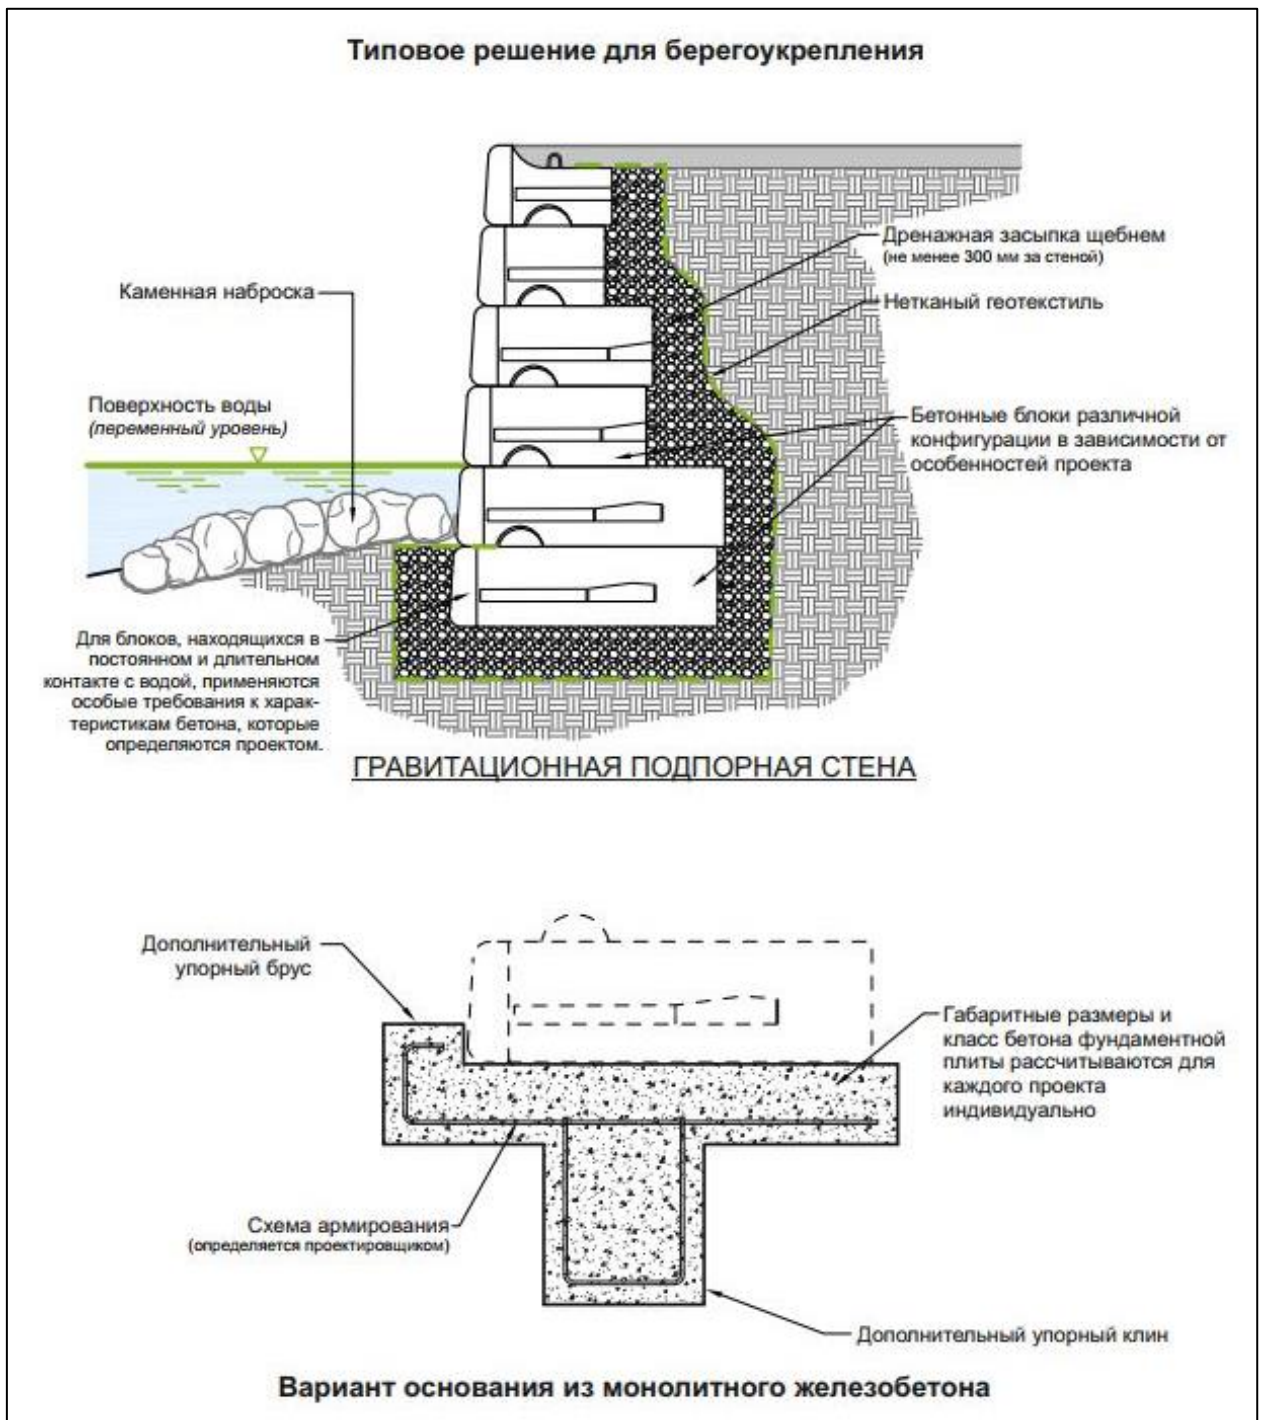 Типовое решение для берегоукрепления
Дренажная засыпка щебнем
(не менее 300 мм за стеной)
Каменная наброска
Нетканый геотекстиль
Поверхность воды
(переменный уровень)
Бетонные блоки различной
конфигурации в зависимости от
особенностей проекта
Для блоков, находящихся в
постоянном и длительном
контакте с водой, применяются
особые требования к харак-
теристикам бетона, которые
определяются проектом.
ГРАВИТАЦИОННАЯ ПОДПОРНАЯ СТЕНА
Дополнительный
упорный брус
Габаритные размеры и
класс бетона фундаментной
плиты рассчитываются для
каждого проекта
индивидуально
Схема армирования
(определяется проектировщиком)
Дополнительный упорный клин
Вариант основания из монолитного железобетона